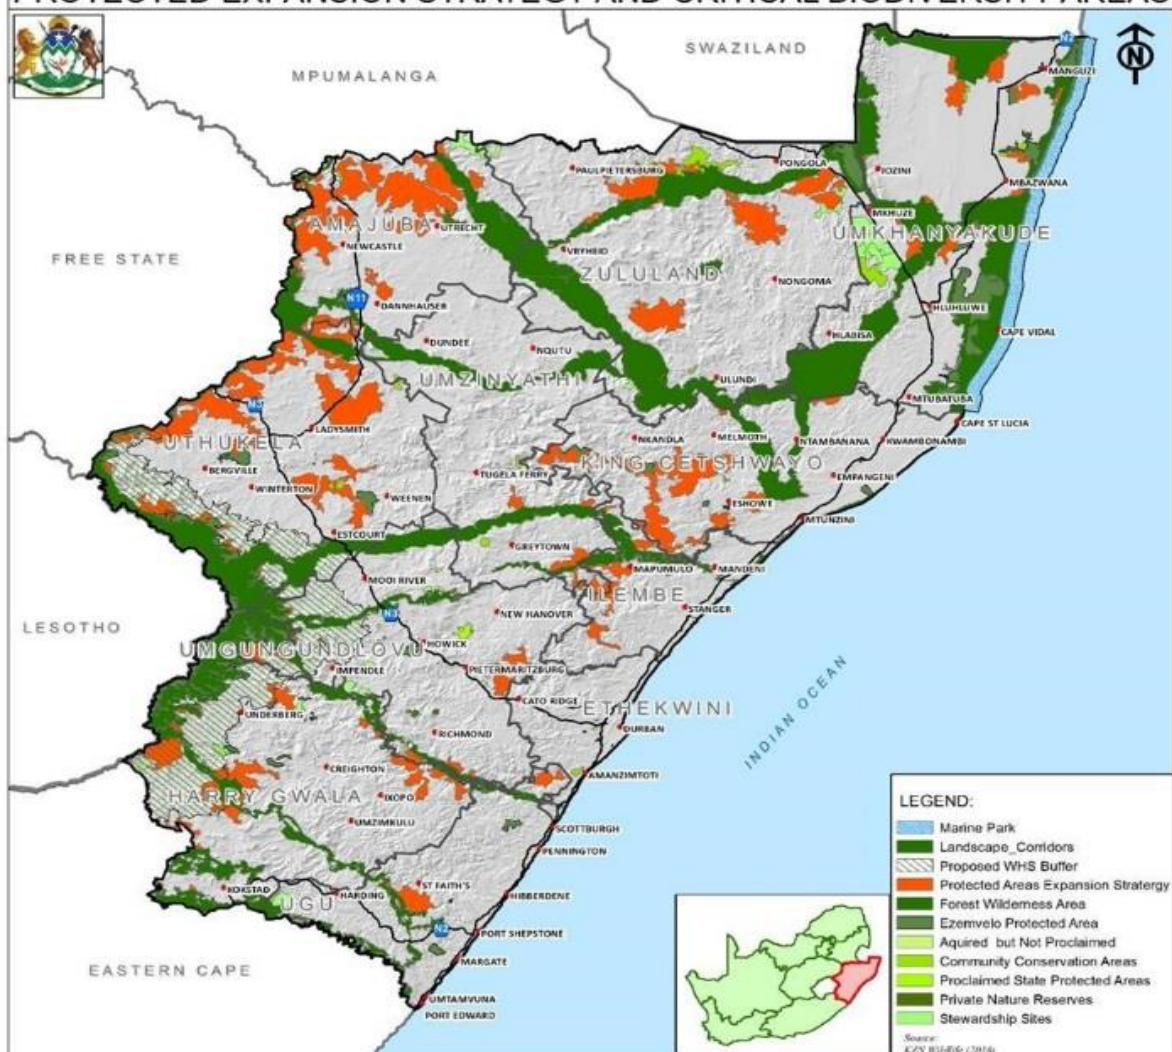 PROTECTED EXPANSION STRATEGY AND CRITICAL BIODIVERSITY AREAS
SWAZILAND
MPUMALANGA
N2
N
MANGUZI
PAULPIETERSBURG
PONGOLA
JOZINI
MBAZWANA
MKHUZE
AMAJUBA
UTRECHT
UMKHANYAKUDE
NEWCASTLE
VRYHEID
FREE STATE
ZULULAND
NONGOMA
N11
DANNHAUSER
HLUHLUWE
CAPE VIDAL
HLABISA
DUNDEE
NQUTU
UMZINYATHI
ULUNDI
MTUBATUBA
N3
CAPE ST LUCIA
LADYSMITH
UTHUKELA
NKANDLA
MELMOTH
NTAMBANANA
KWAMBONAMBI
KING CETSHWAYO
BERGVILLE
TUGELA FERRY
EMPANGENI
WINTERTON
WEENEN
ESHOWE
MTUNZINI
ESTCOURT
GREYTOWN
MAPUMULO
MANDENI
MOOI RIVER
ILEMBE
STANGER
N3
NEW HANOVER
LESOTHO
HOWICK
UMGUNGUNDLOVU
IMPENDLE
PIETERMARITZBURG
INDIAN OCEAN
CATO RIDGE
ETHEKWINI
UNDERBERG
DURBAN
RICHMOND
CREIGHTON
AMANZIMTOTI
HARRY GWALA
IXOPO
UMZIMKULU
SCOTTBURGH
PENNINGTON
KOKSTAD
HARDING
ST FAITH'S
HIBBERDENE
UGU
N2
PORT SHEPSTONE
EASTERN CAPE
MARGATE
UMTAMVUNA
PORT EDWARD
LEGEND:
Marine Park
Landscape_Corridors
Proposed WHS Buffer
Protected Areas Expansion Stratergy
Forest Wilderness Area
Ezemvelo Protected Area
Aquired but Not Proclaimed
Community Conservation Areas
Proclaimed State Protected Areas
Private Nature Reserves
Stewardship Sites
Source:
KZN Wildlife (2016)